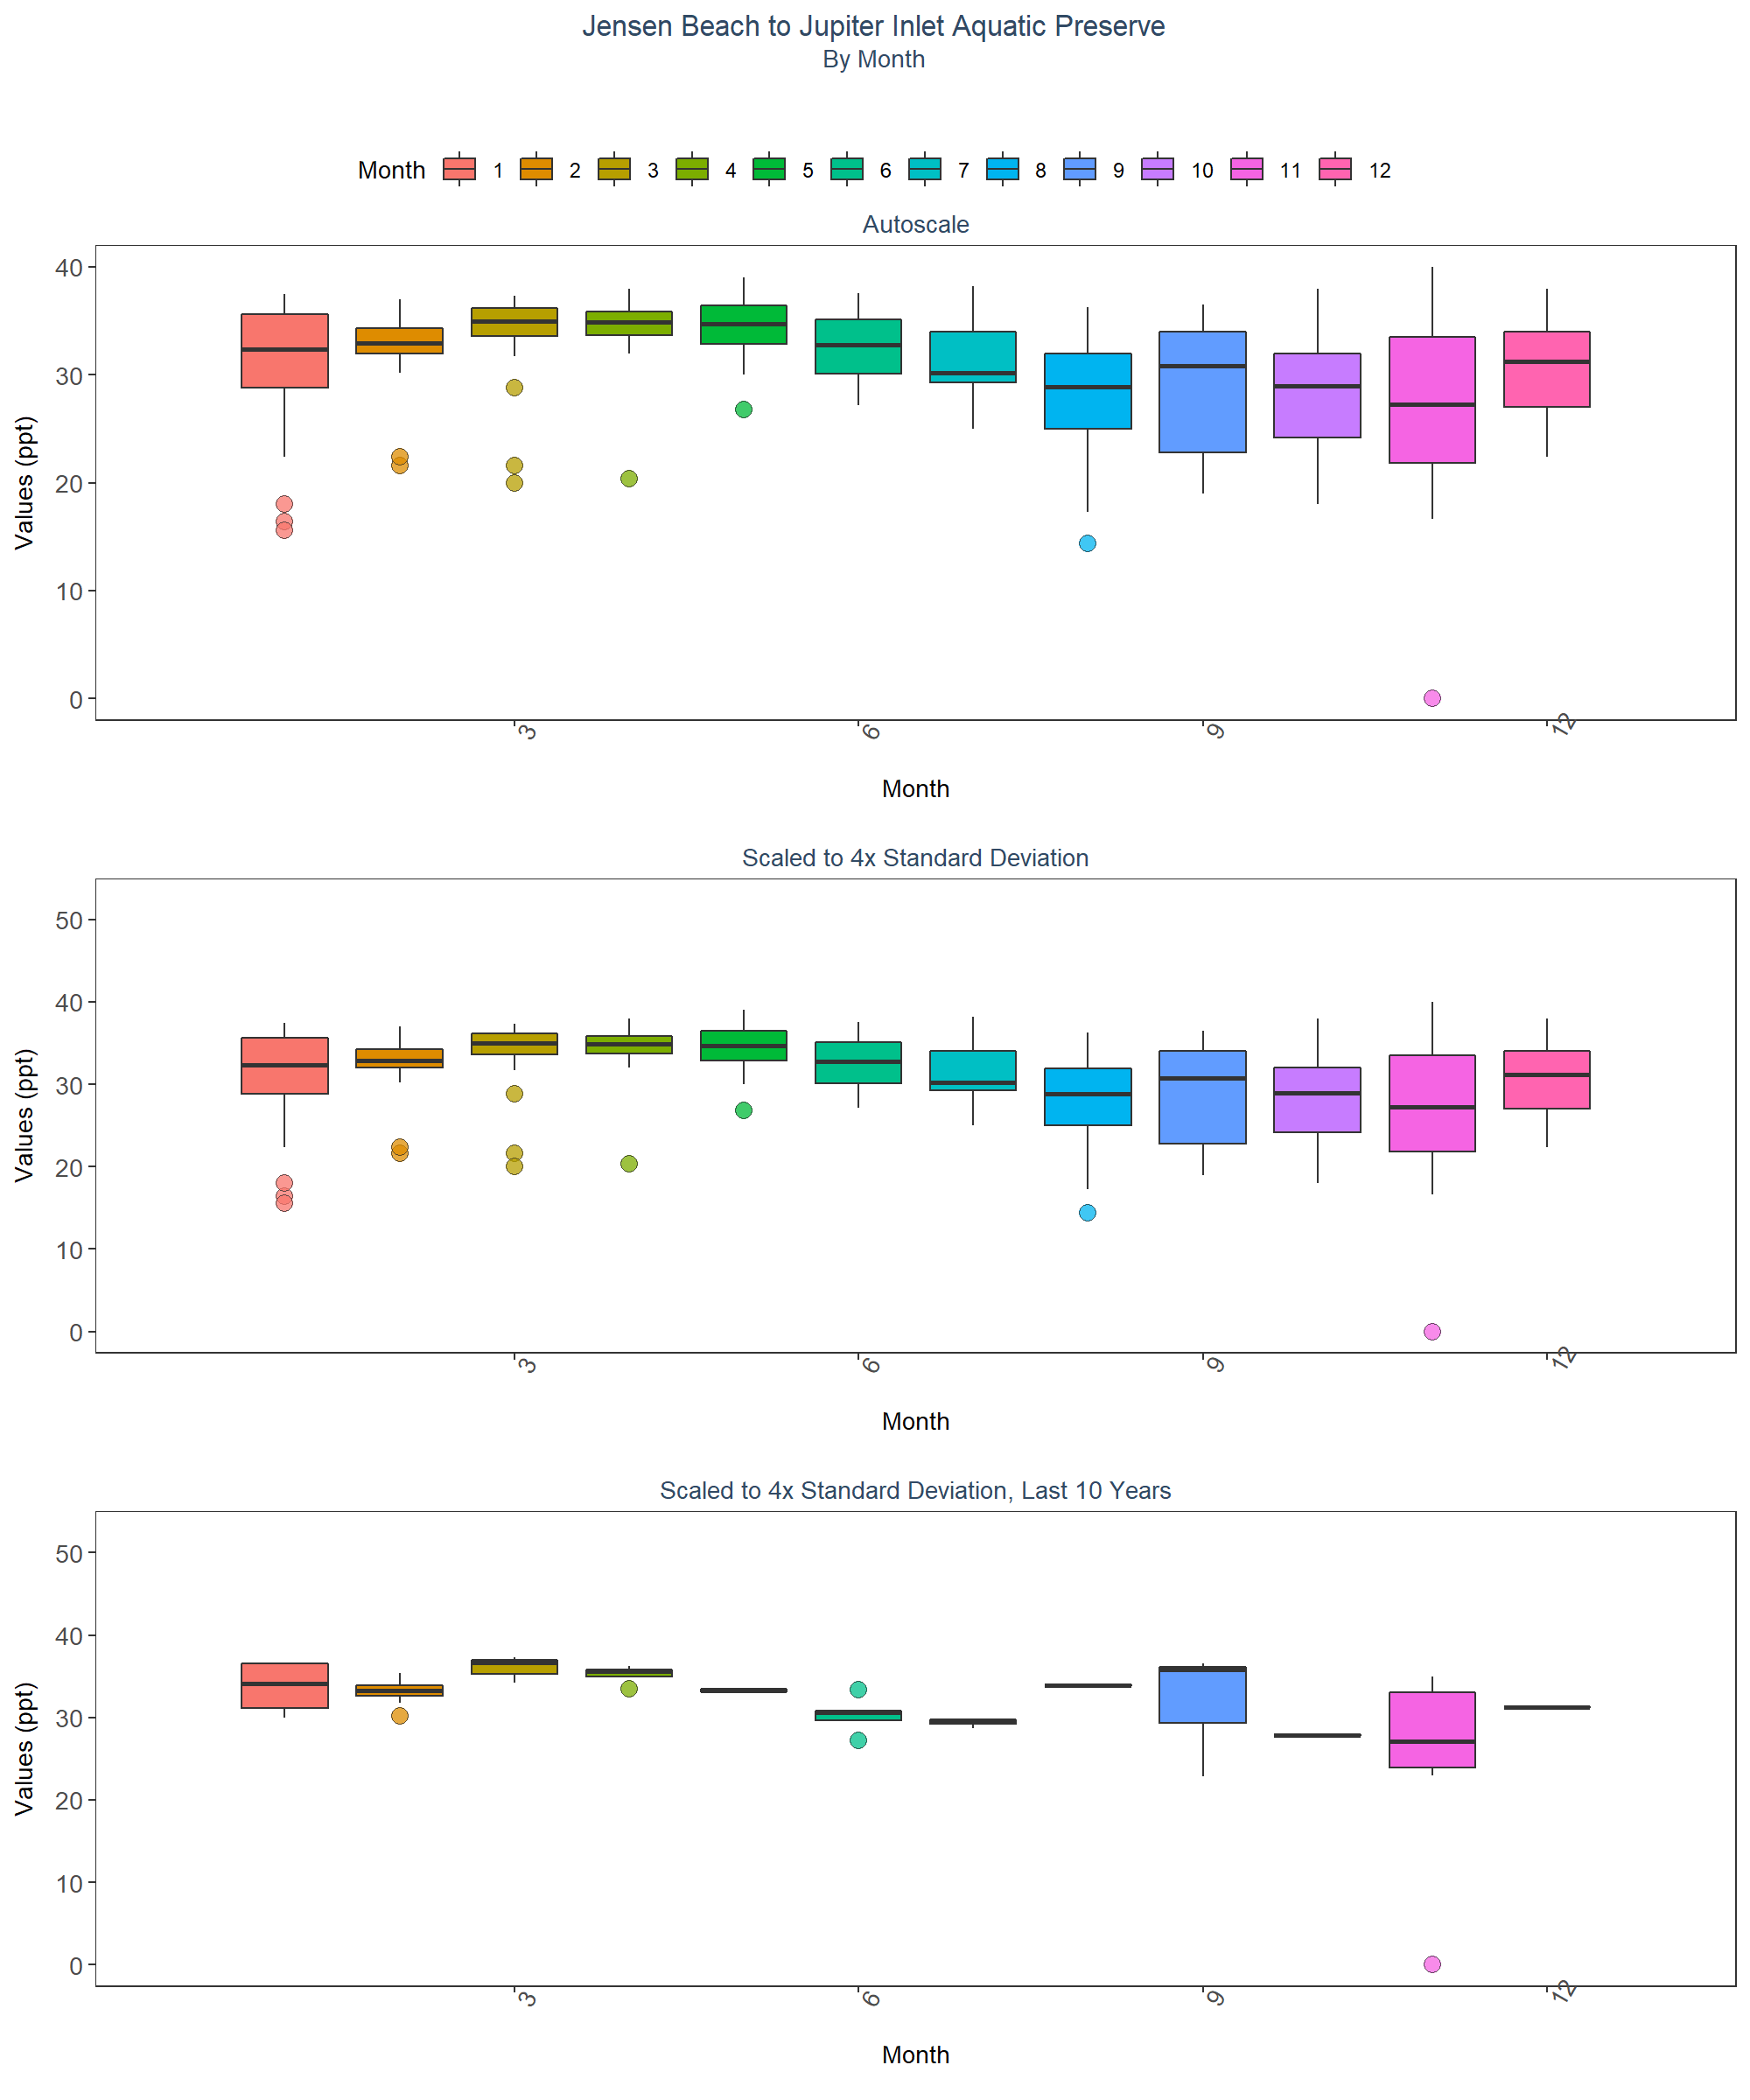 Jensen Beach to Jupiter Inlet Aquatic Preserve
By Month
Month 1 2 3 4 5 6 7 8 9 10 11 12
Autoscale
Values (ppt)
40
30
20
10
0
3 6 9 12
Month
Scaled to 4x Standard Deviation
Values (ppt)
50
40
30
20
10
0
3 6 9 12
Month
Scaled to 4x Standard Deviation, Last 10 Years
Values (ppt)
50
40
30
20
10
0
3 6 9 12
Month